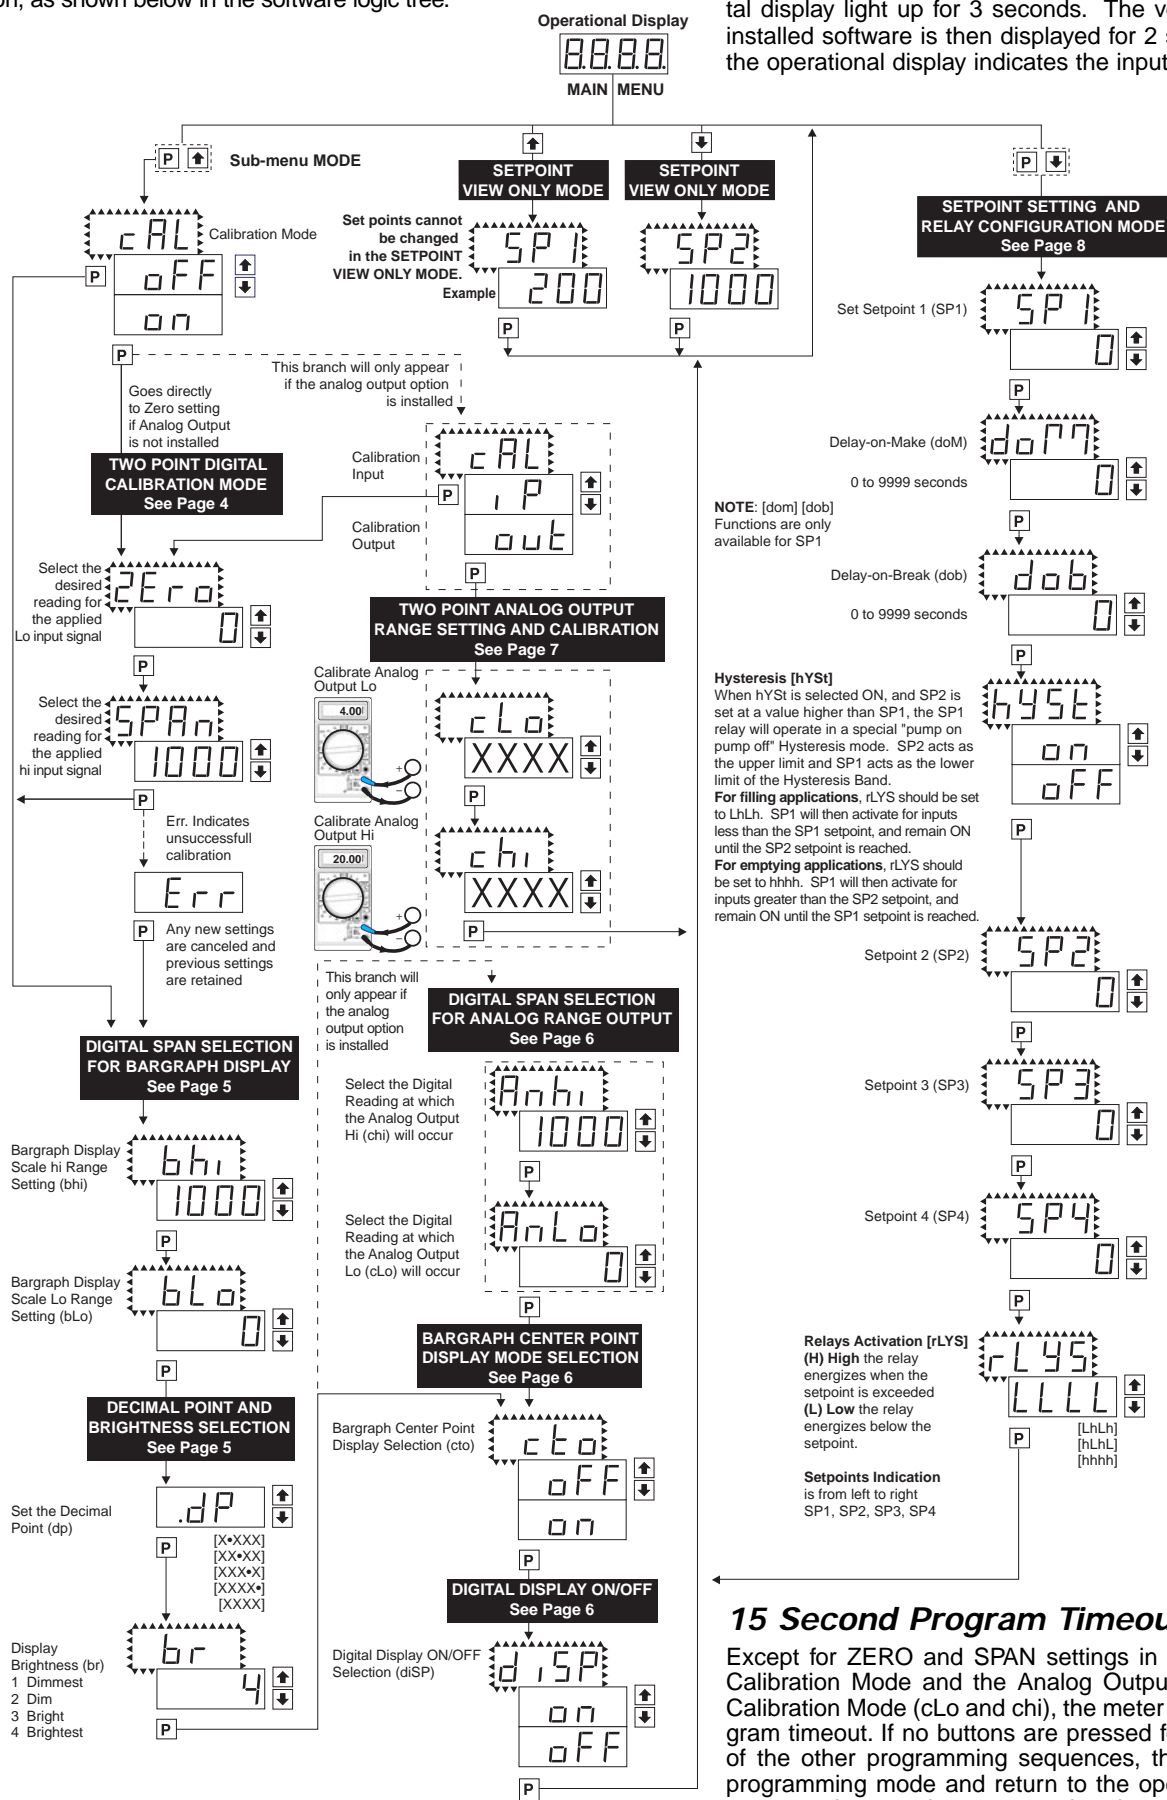 on, as shown below in the software logic tree.
tal display light up for 3 seconds. The
installed software is then displayed for 2
the operational display indicates the input
Operational Display
8.8.8.8.
MAIN MENU
P
Sub-menu MODE
cAL
Calibration Mode
P
oFF
on
P
SETPOINT
VIEW ONLY MODE
Set points cannot
be changed
in the SETPOINT
VIEW ONLY MODE.
Example
SP1
200
P
SETPOINT
VIEW ONLY MODE
SP2
1000
P
P
SETPOINT SETTING AND
RELAY CONFIGURATION MODE
See Page 8
Set Setpoint 1 (SP1)
SP1
0
P
Delay-on-Make (doM)
0 to 9999 seconds
doM
0
NOTE: [dom] [dob]
Functions are only
available for SP1
P
Delay-on-Break (dob)
0 to 9999 seconds
dob
0
P
Hysteresis [hYSt]
When hYSt is selected ON, and SP2 is
set at a value higher than SP1, the SP1
relay will operate in a special "pump on
pump off" Hysteresis mode. SP2 acts as
the upper limit and SP1 acts as the lower
limit of the Hysteresis Band.
For filling applications, rLYS should be set
to LhLh. SP1 will then activate for inputs
less than the SP1 setpoint, and remain ON
until the SP2 setpoint is reached.
For emptying applications, rLYS should
be set to hhhh. SP1 will then activate for
inputs greater than the SP2 setpoint, and
remain ON until the SP1 setpoint is reached.
hYSt
on
oFF
P
Setpoint 2 (SP2)
SP2
0
P
Setpoint 3 (SP3)
SP3
0
P
Setpoint 4 (SP4)
SP4
0
P
Relays Activation [rLYS]
(H) High the relay
energizes when the
setpoint is exceeded
(L) Low the relay
energizes below the
setpoint.
Setpoints Indication
is from left to right
SP1, SP2, SP3, SP4
rLYS
LLLL
P
[LhLh]
[hLhL]
[hhhh]
Goes directly
to Zero setting
if Analog Output
is not installed
TWO POINT DIGITAL
CALIBRATION MODE
See Page 4
Select the
desired
reading for
the applied
Lo input signal
ZEro
0
P
Select the
desired
reading for
the applied
hi input signal
SPAn
1000
P
Err. Indicates
unsuccessfull
calibration
Err
P
Any new settings
are canceled and
previous settings
are retained
DIGITAL SPAN SELECTION
FOR BARGRAPH DISPLAY
See Page 5
Bargraph Display
Scale hi Range
Setting (bhi)
bhi
1000
P
Bargraph Display
Scale Lo Range
Setting (bLo)
bLo
0
P
DECIMAL POINT AND
BRIGHTNESS SELECTION
See Page 5
Set the Decimal
Point (dp)
.dP
P
[X•XXX]
[XX•XX]
[XXX•X]
[XXXX•]
[XXXX]
Display
Brightness (br)
1 Dimmest
2 Dim
3 Bright
4 Brightest
br
4
P
This branch will only appear
if the analog output option
is installed
Calibration
Input
Calibration
Output
cAL
P
iP
out
P
TWO POINT ANALOG OUTPUT
RANGE SETTING AND CALIBRATION
See Page 7
Calibrate Analog
Output Lo
4.00
+
−
cLo
XXXX
P
Calibrate Analog
Output Hi
20.00
+
−
chi
XXXX
P
This branch will
only appear if
the analog
output option
is installed
DIGITAL SPAN SELECTION
FOR ANALOG RANGE OUTPUT
See Page 6
Select the Digital
Reading at which
the Analog Output
Hi (chi) will occur
Anhi
1000
P
Select the Digital
Reading at which
the Analog Output
Lo (cLo) will occur
AnLo
0
P
BARGRAPH CENTER POINT
DISPLAY MODE SELECTION
See Page 6
Bargraph Center Point
Display Selection (cto)
cto
oFF
on
P
DIGITAL DISPLAY ON/OFF
See Page 6
Digital Display ON/OFF
Selection (diSP)
diSP
on
oFF
P
15 Second Program Timeou
Except for ZERO and SPAN settings in
Calibration Mode and the Analog Outpu
Calibration Mode (cLo and chi), the meter
gram timeout. If no buttons are pressed
of the other programming sequences,
programming mode and return to the